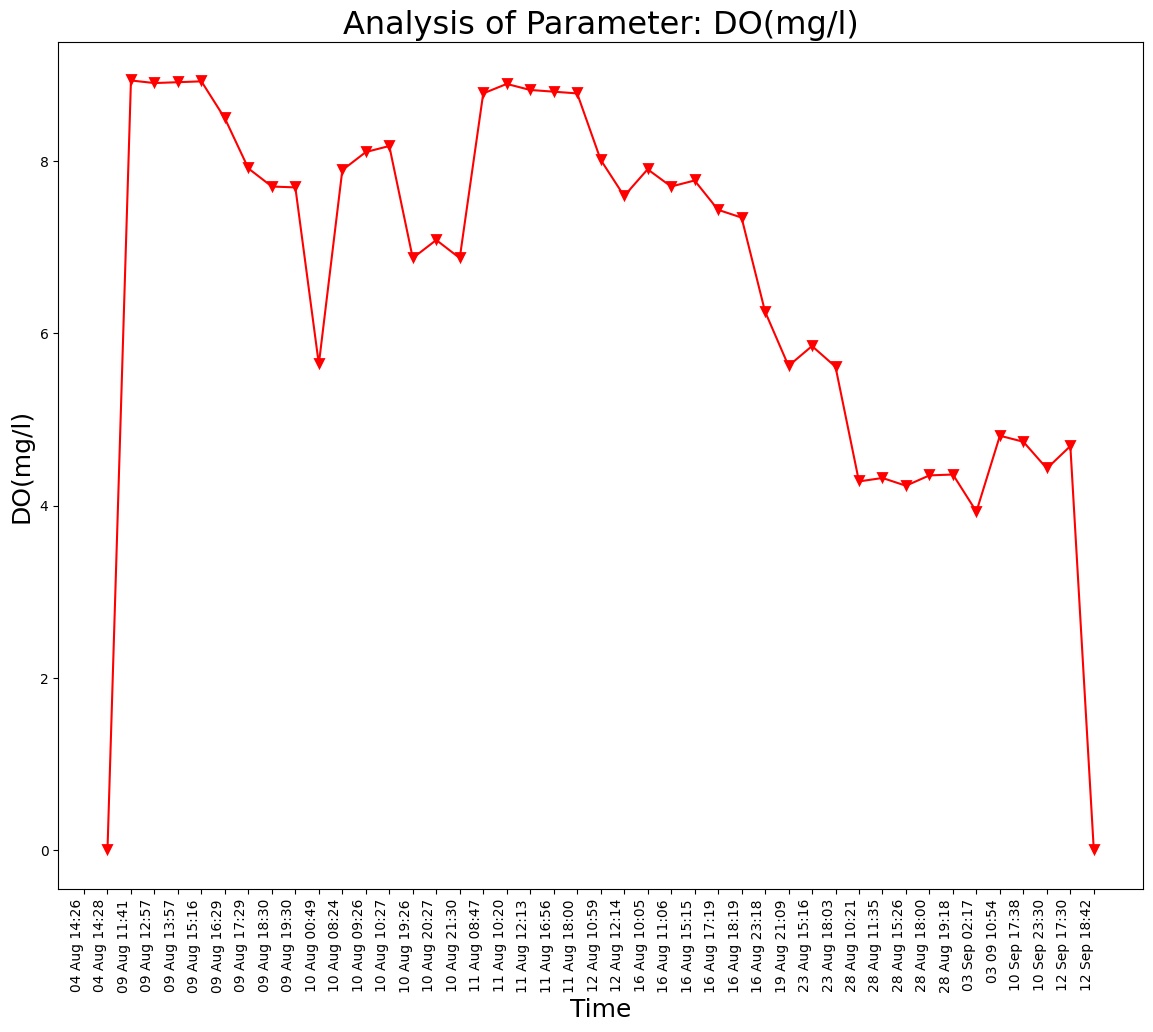 Analysis of Parameter: DO(mg/l)
DO(mg/l)
8
6
4
2
0
04 Aug 14:26
04 Aug 14:28
09 Aug 11:41
09 Aug 12:57
09 Aug 13:57
09 Aug 15:16
09 Aug 16:29
09 Aug 17:29
09 Aug 18:30
09 Aug 19:30
10 Aug 00:49
10 Aug 08:24
10 Aug 09:26
10 Aug 10:27
10 Aug 19:26
10 Aug 20:27
10 Aug 21:30
11 Aug 08:47
11 Aug 10:20
11 Aug 12:13
11 Aug 16:56
11 Aug 18:00
12 Aug 10:59
12 Aug 12:14
16 Aug 10:05
16 Aug 11:06
16 Aug 15:15
16 Aug 17:19
16 Aug 18:19
16 Aug 23:18
19 Aug 21:09
23 Aug 15:16
23 Aug 18:03
28 Aug 10:21
28 Aug 11:35
28 Aug 15:26
28 Aug 18:00
28 Aug 19:18
03 Sep 02:17
03 09 10:54
10 Sep 17:38
10 Sep 23:30
12 Sep 17:30
12 Sep 18:42
Time